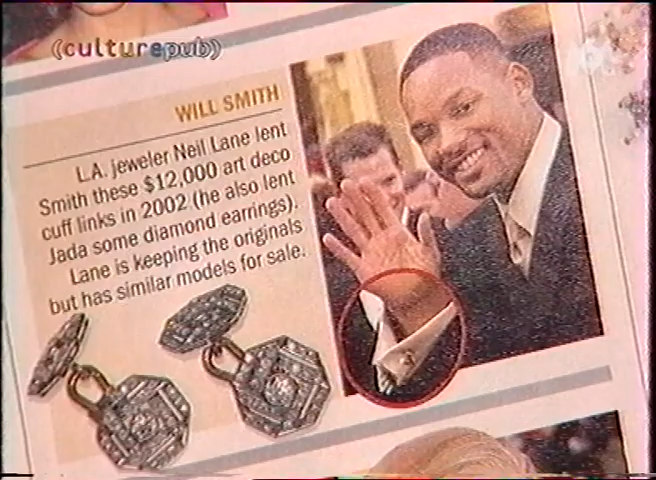 (culturepub)
WILL SMITH
L.A. jeweler Neil Lane lent
Smith these $12,000 art deco
cuff links in 2002 (he also lent
Jada some diamond earrings).
Lane is keeping the originals
but has similar models for sale.